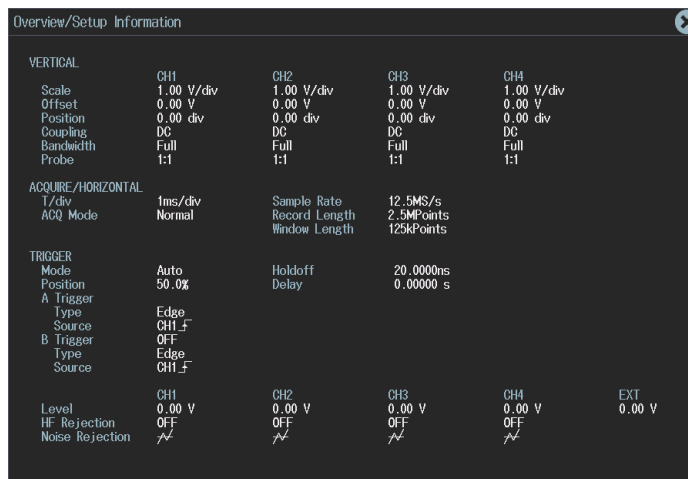 Overview/Setup Information
VERTICAL
CH1 CH2 CH3 CH4
Scale 1.00 V/div 1.00 V/div 1.00 V/div 1.00 V/div
Offset 0.00 V 0.00 V 0.00 V 0.00 V
Position 0.00 div 0.00 div 0.00 div 0.00 div
Coupling DC DC DC DC
Bandwidth Full Full Full Full
Probe 1:1 1:1 1:1 1:1
ACQUIRE/HORIZONTAL
T/div 1ms/div Sample Rate 12.5MS/s
ACQ Mode Normal Record Length 2.5MPoints
Window Length 125kPoints
TRIGGER
Mode Auto Holdoff 20.0000ns
Position 50.0% Delay 0.00000 s
A Trigger
Type Edge
Source CH1
B Trigger OFF
Type Edge
Source CH1
CH1 CH2 CH3 CH4 EXT
Level 0.00 V 0.00 V 0.00 V 0.00 V 0.00 V
HF Rejection OFF OFF OFF OFF
Noise Rejection